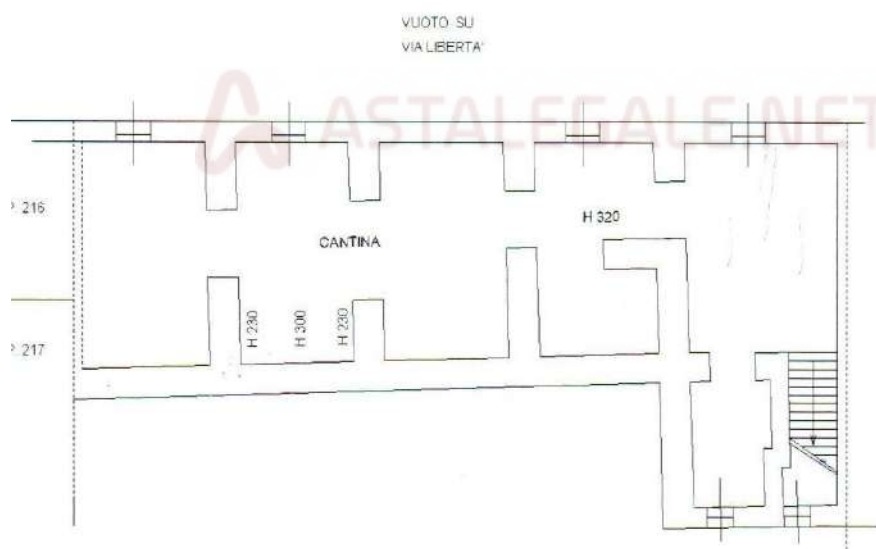 VUOTO SU
VIA LIBERTA'
ASTALEGALE.NET
P. 216
H 320
CANTINA
H 230
H 300
H 230
P. 217